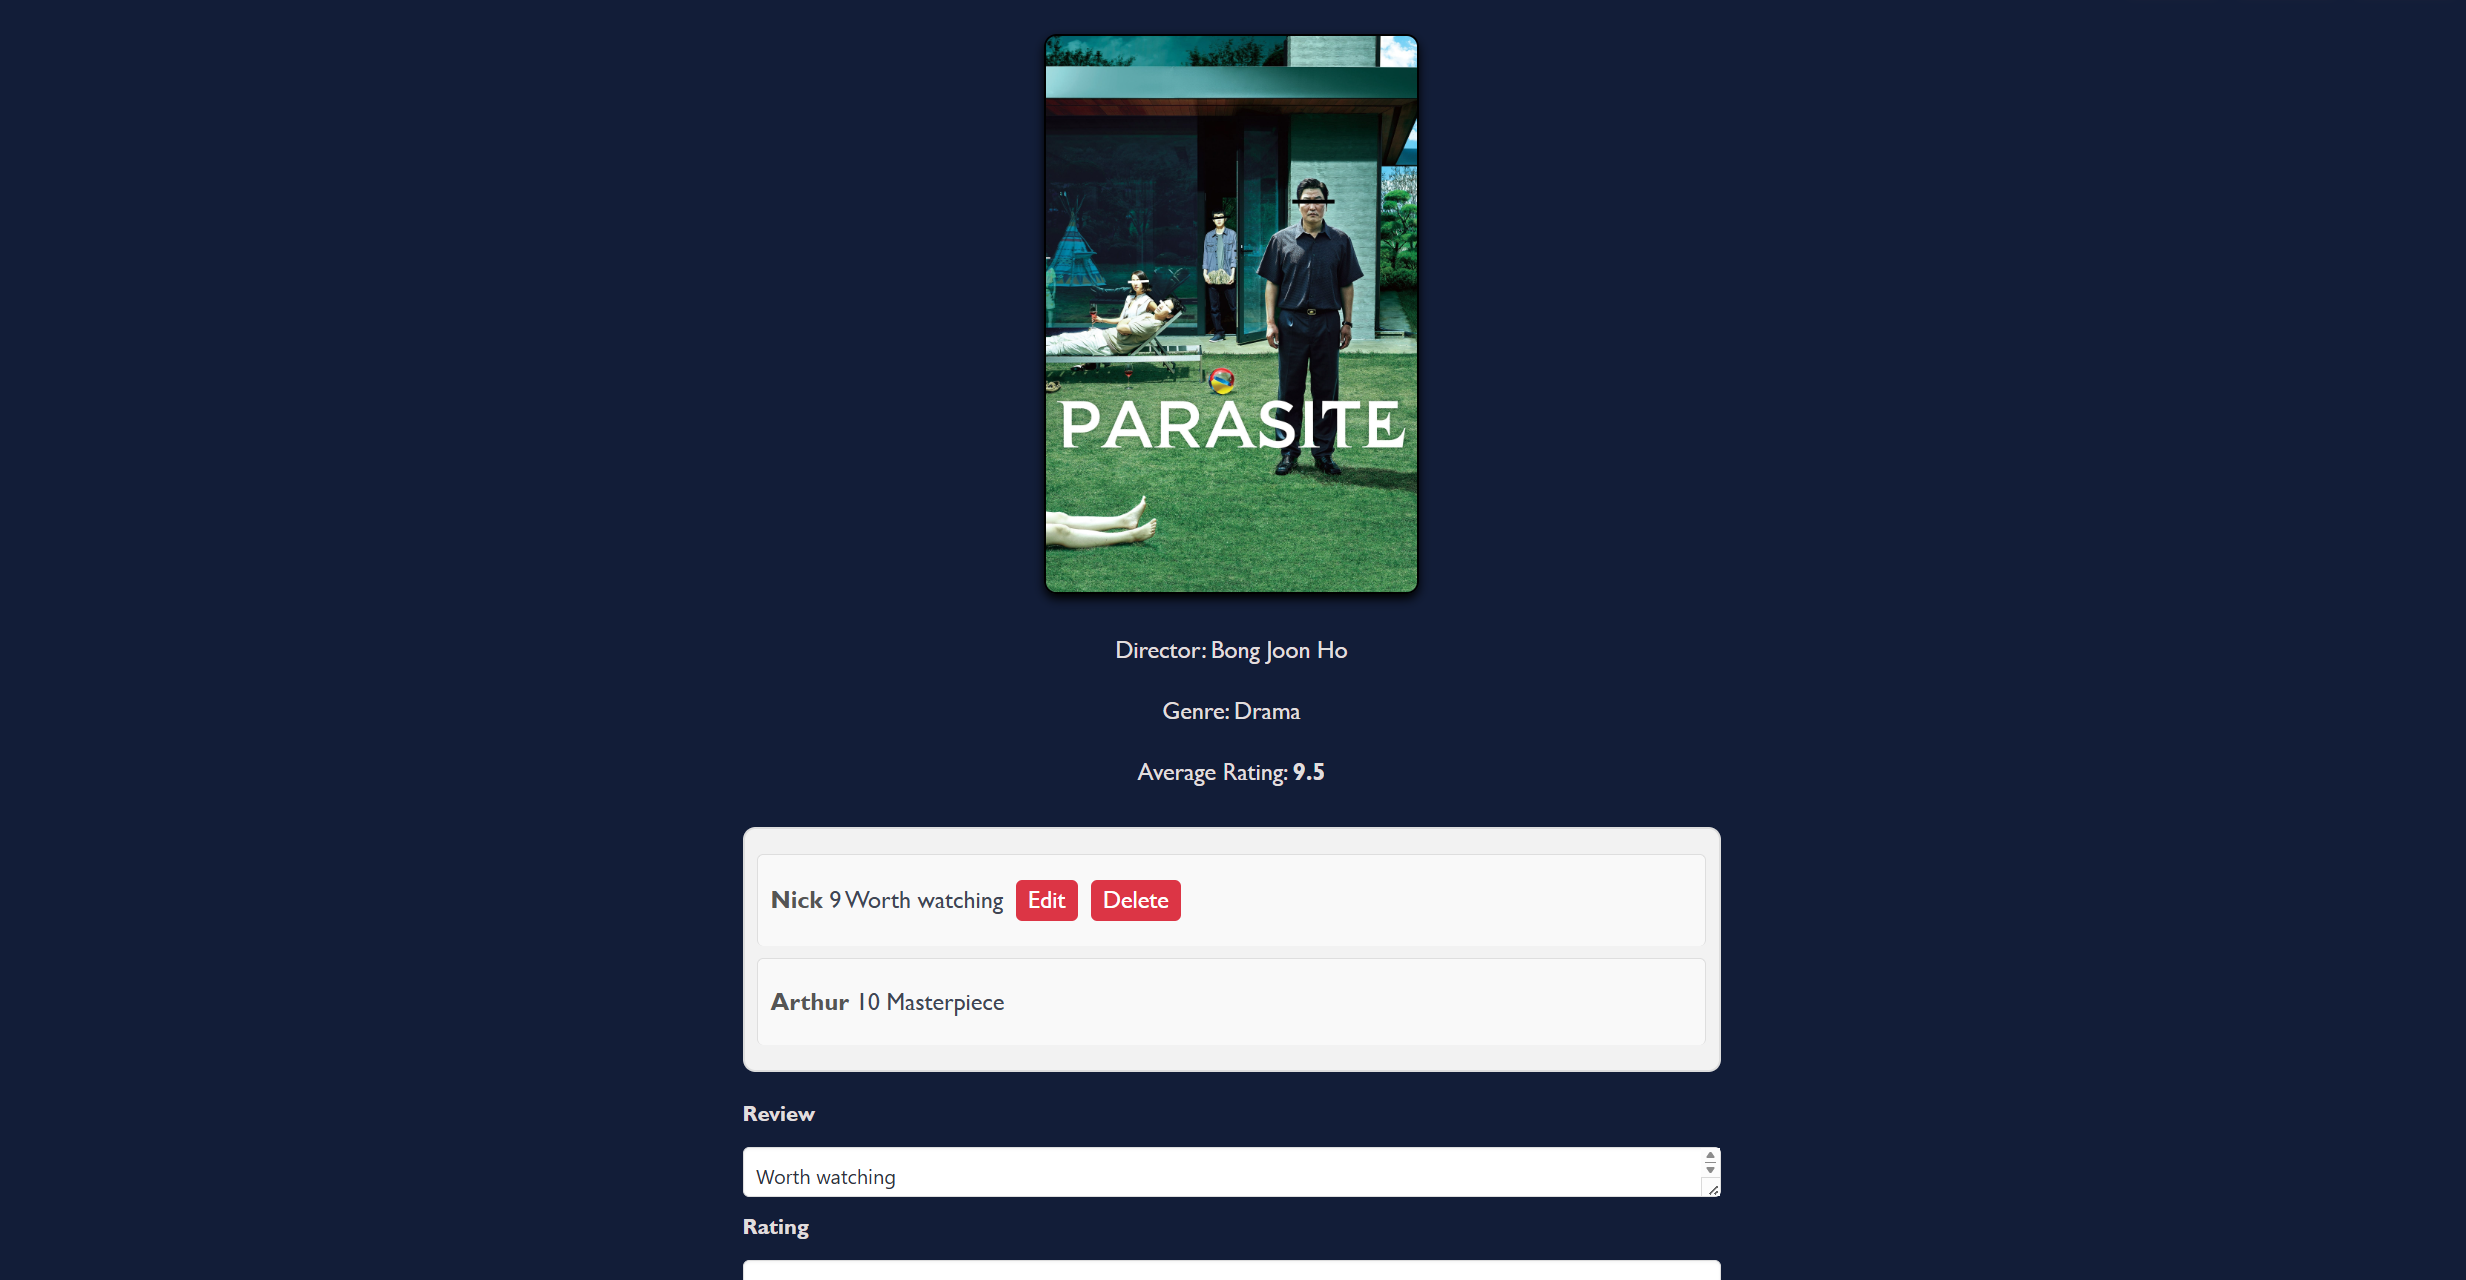 PARASITE
Director: Bong Joon Ho
Genre: Drama
Average Rating: 9.5
Nick 9 Worth watching Edit Delete
Arthur 10 Masterpiece
Review
Worth watching
Rating